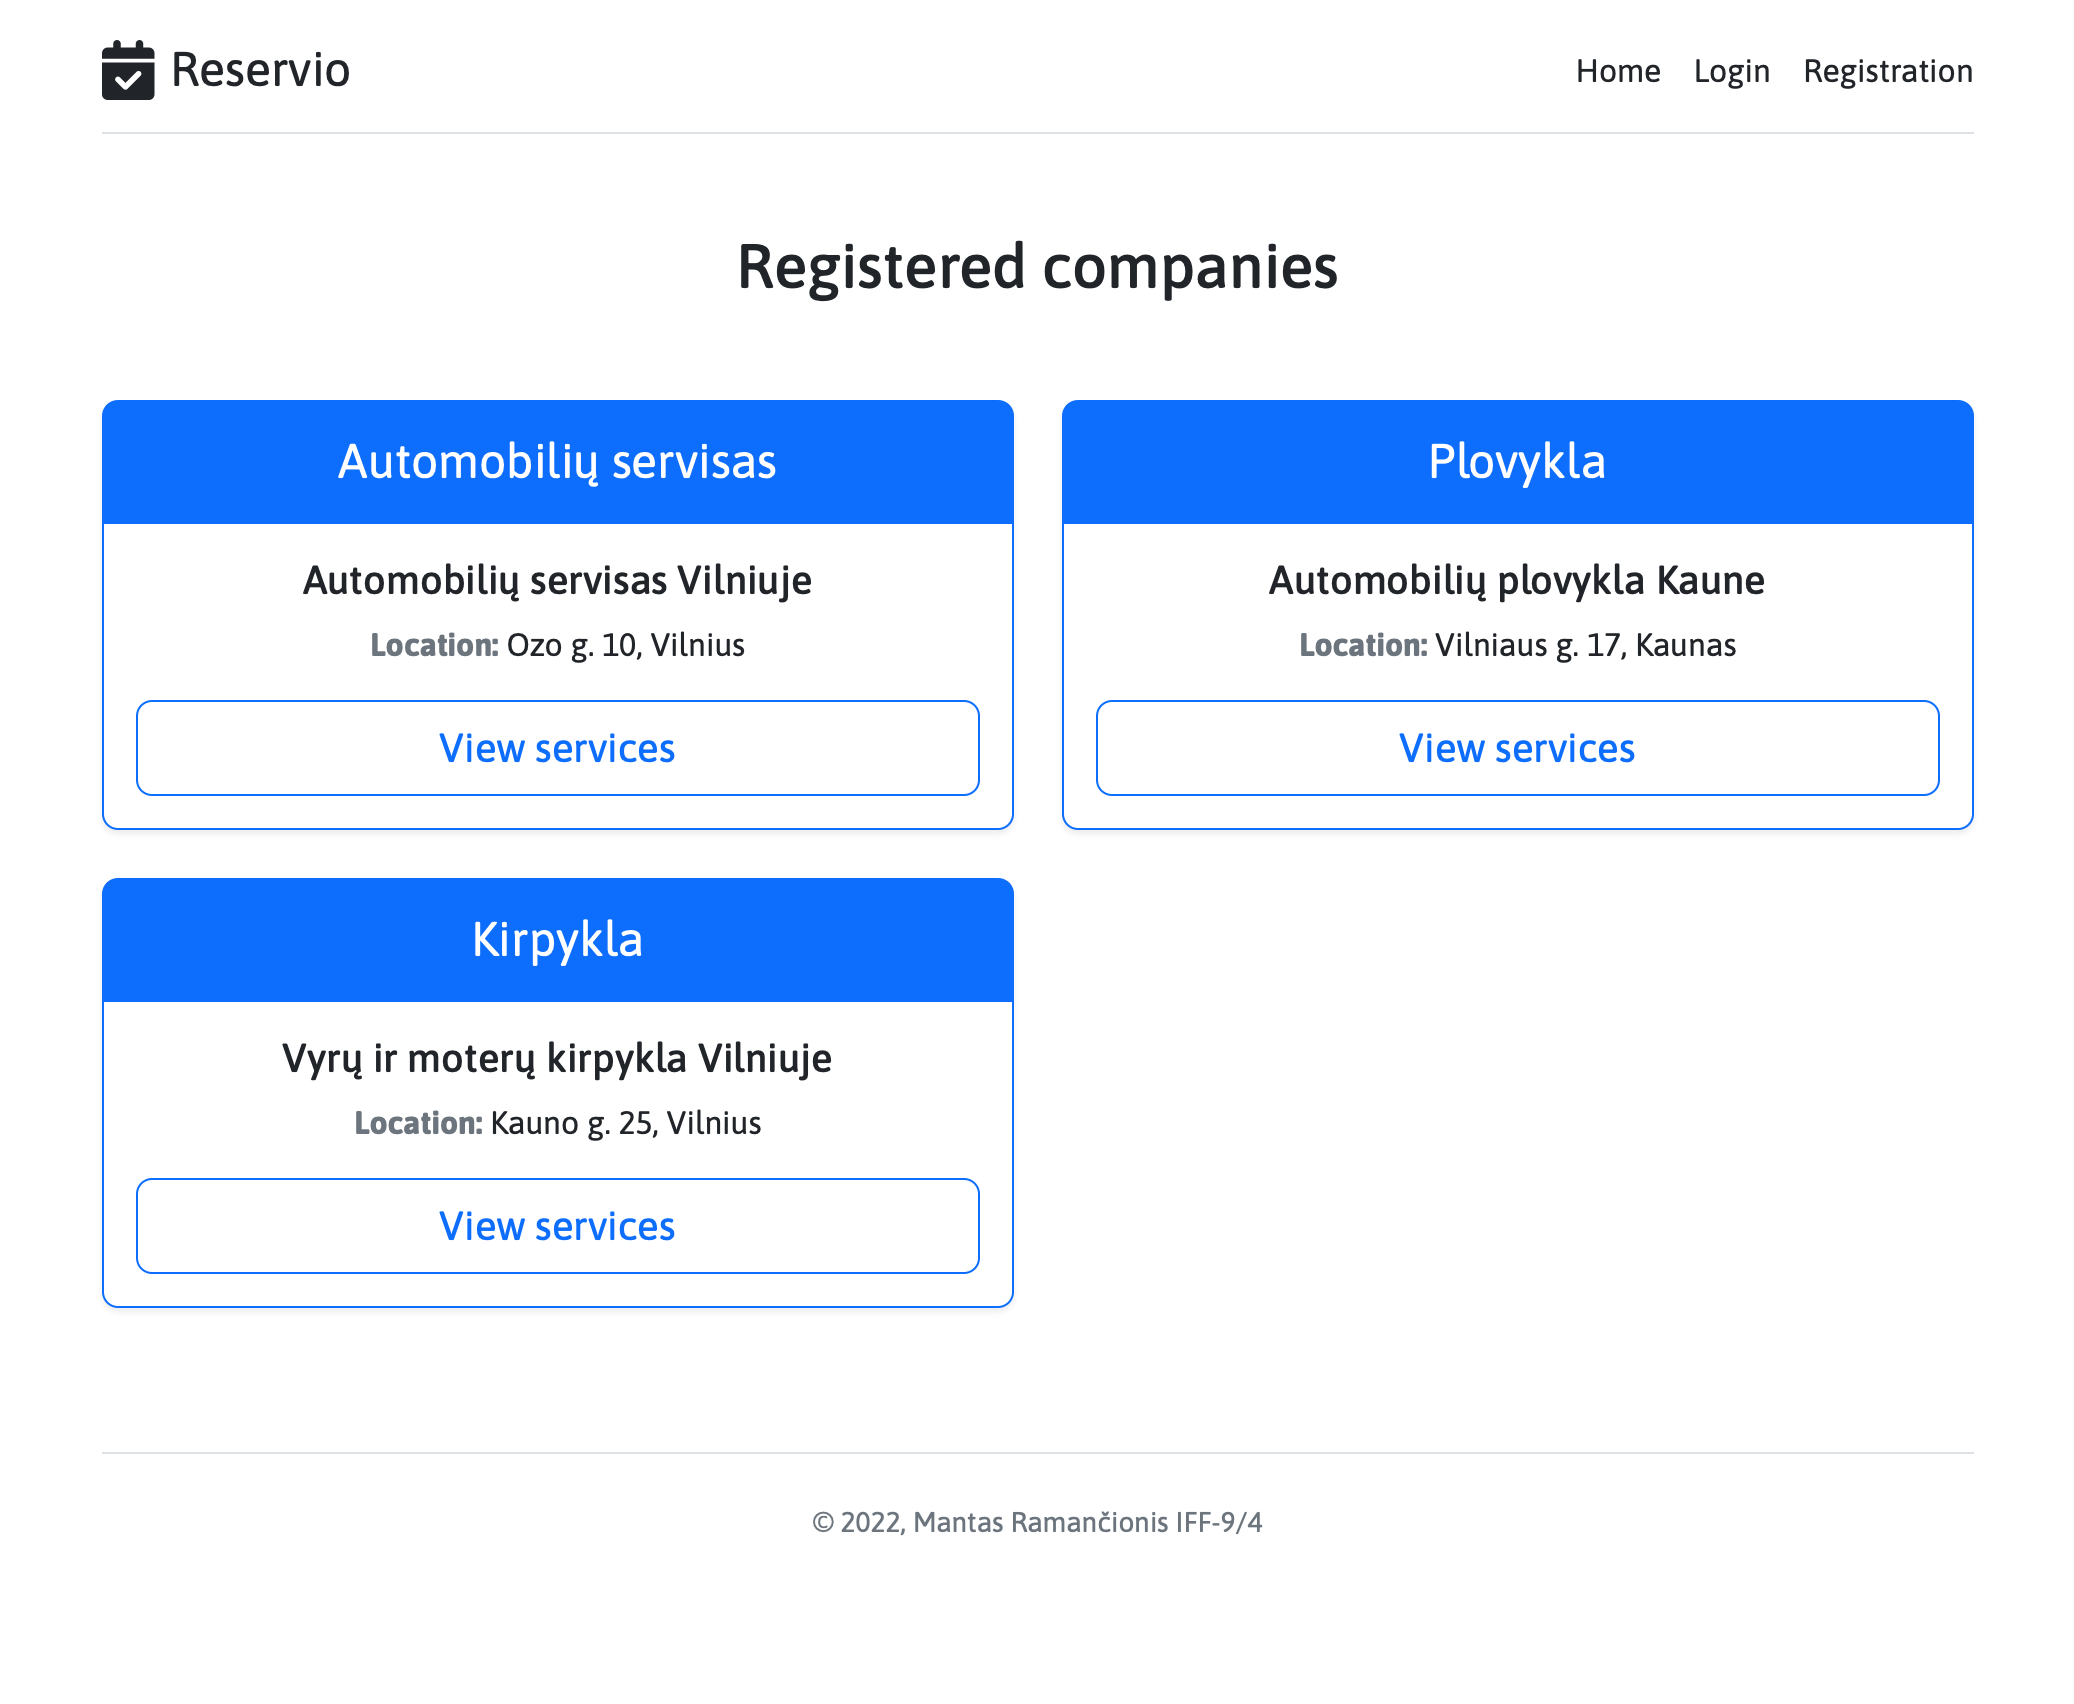 Reservio
Home Login Registration
Registered companies
Automobilių servisas
Automobilių servisas Vilniuje
Location: Ozo g. 10, Vilnius
View services
Plovykla
Automobilių plovykla Kaune
Location: Vilniaus g. 17, Kaunas
View services
Kirpykla
Vyrų ir moterų kirpykla Vilniuje
Location: Kauno g. 25, Vilnius
View services
© 2022, Mantas Ramančionis IFF-9/4